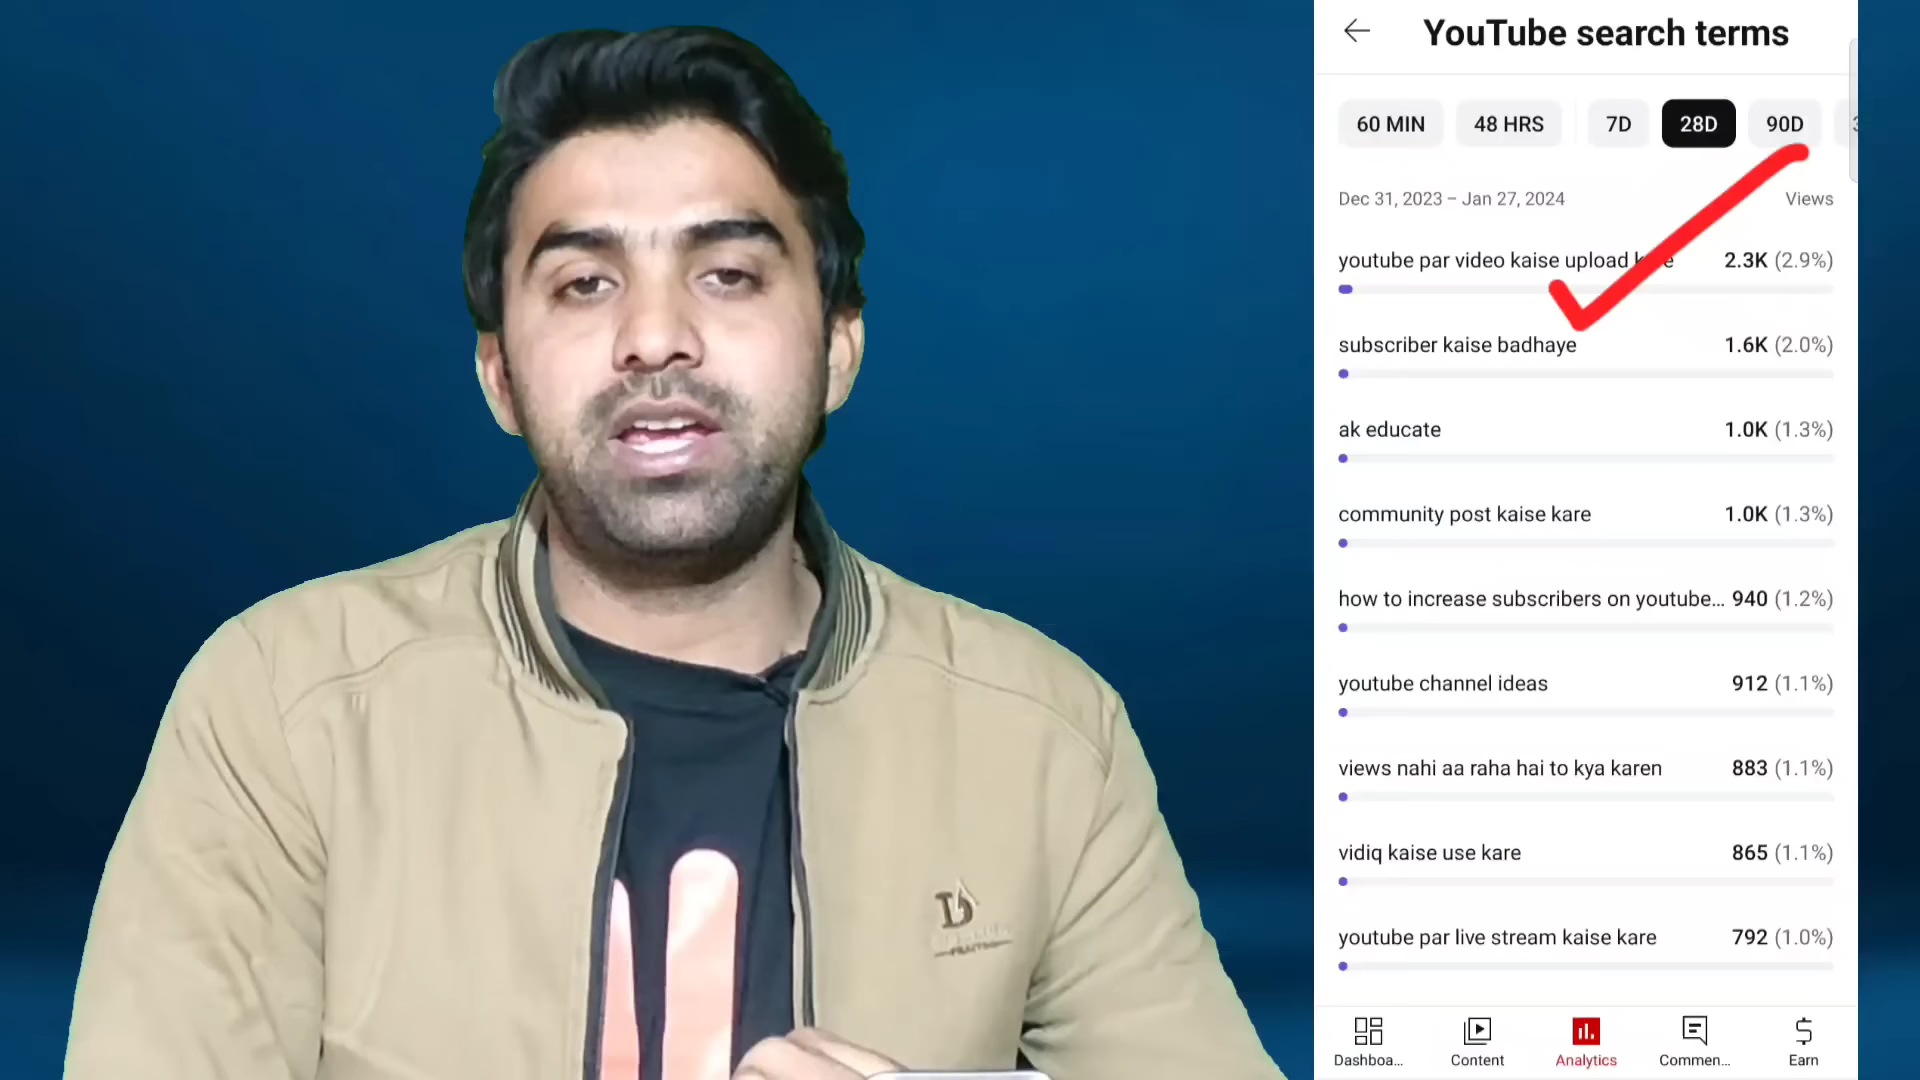 YouTube search terms
60 MIN 48 HRS 7D 28D 90D
Dec 31, 2023 – Jan 27, 2024 Views
youtube par video kaise upload 2.3K (2.9%)
subscriber kaise badhaye 1.6K (2.0%)
ak educate 1.0K (1.3%)
community post kaise kare 1.0K (1.3%)
how to increase subscribers on youtube... 940 (1.2%)
youtube channel ideas 912 (1.1%)
views nahi aa raha hai to kya karen 883 (1.1%)
vidiq kaise use kare 865 (1.1%)
youtube par live stream kaise kare 792 (1.0%)
Dashboa... Content Analytics Commen... Earn